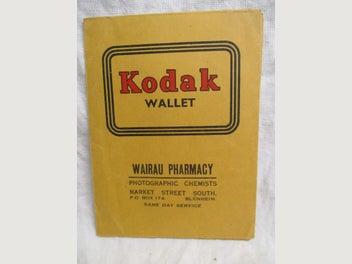 Kodak
WALLET
WAIRAU PHARMACY
PHOTOGRAPHIC CHEMISTS
MARKET STREET SOUTH,
P.O. BOX 174 BLENHEIM.
SAME DAY SERVICE